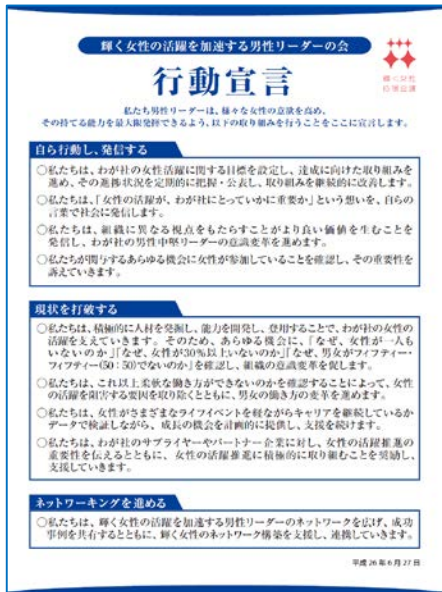 輝く女性の活躍を加速する男性リーダーの会
行動宣言
輝く女性
応援会議
私たち男性リーダーは、様々な女性の意欲を高め、
その持てる能力を最大限発揮できるよう、以下の取り組みを行うことをここに宣言します。
自ら行動し、発信する
○私たちは、わが社の女性活躍に関する目標を設定し、達成に向けた取り組みを
進め、その進捗状況を定期的に把握・公表し、取り組みを継続的に改善します。
○私たちは、「女性の活躍が、わが社にとっていかに重要か」という想いを、自らの
言葉で社会に発信します。
○私たちは、組織に異なる視点をもたらすことがより良い価値を生むことを
発信し、わが社の男性中堅リーダーの意識変革を進めます。
○私たちが関与するあらゆる機会に女性が参加していることを確認し、その重要性を
訴えていきます。
現状を打破する
○私たちは、積極的に人材を発掘し、能力を開発し、登用することで、わが社の女性の
活躍を支えていきます。そのため、あらゆる機会に、「なぜ、女性が一人も
いないのか」「なぜ、女性が30%以上いないのか」「なぜ、男女がフィフティー・
フィフティー(50:50)でないのか」を確認し、組織の意識変革を促します。
○私たちは、これ以上柔軟な働き方ができないのかを確認することによって、女性
の活躍を阻害する要因を取り除くとともに、男女の働き方の変革を進めます。
○私たちは、女性がさまざまなライフイベントを経ながらキャリアを継続しているか
データで検証しながら、成長の機会を計画的に提供し、支援を続けます。
○私たちは、わが社のサプライヤーやパートナー企業に対し、女性の活躍推進の
重要性を伝えるとともに、女性の活躍推進に積極的に取り組むことを奨励し、
支援していきます。
ネットワーキングを進める
○私たちは、輝く女性の活躍を加速する男性リーダーのネットワークを広げ、成功
事例を共有するとともに、輝く女性のネットワーク構築を支援し、連携していきます。
平成26年6月27日